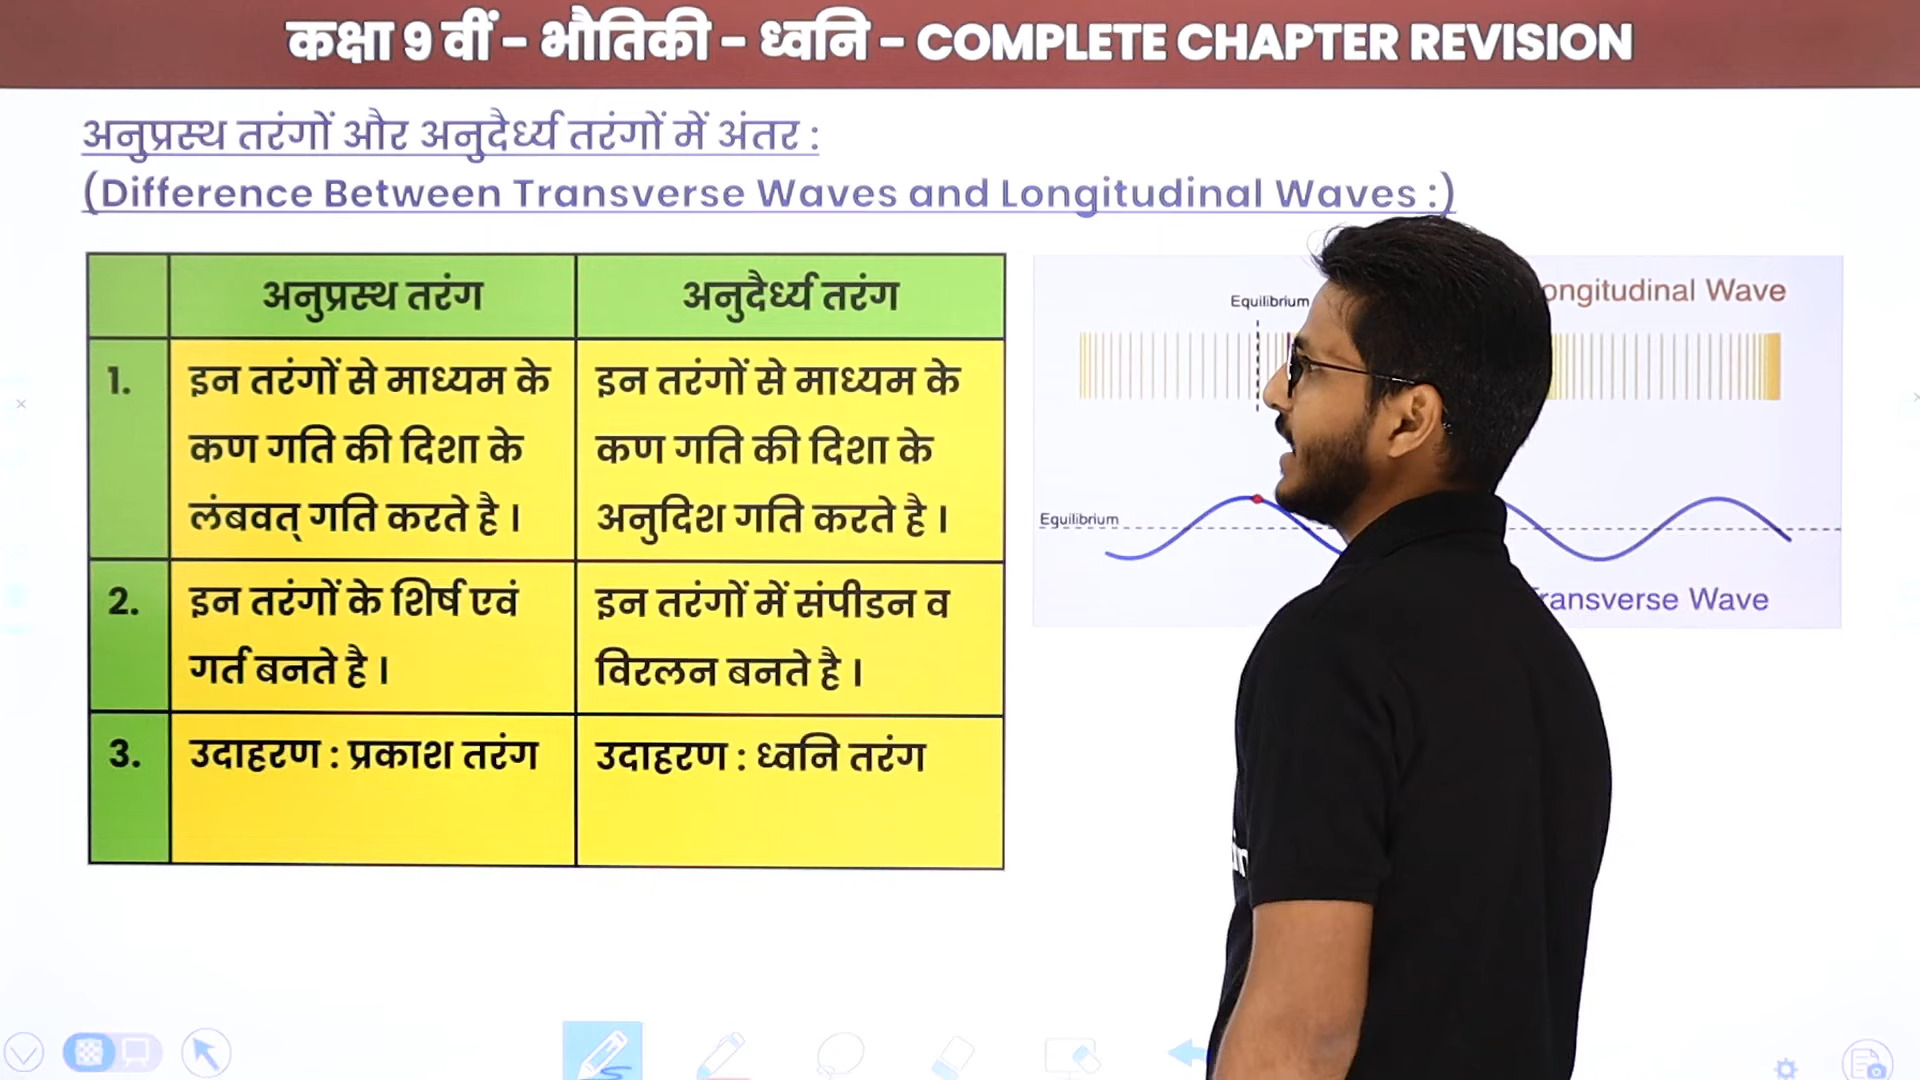 कक्षा 9 वीं - भौतिकी - ध्वनि - COMPLETE CHAPTER REVISION
अनुप्रस्थ तरंगों और अनुदैर्ध्य तरंगों में अंतर :
(Difference Between Transverse Waves and Longitudinal Waves :)
अनुप्रस्थ तरंग
अनुदैर्ध्य तरंग
1.
इन तरंगों से माध्यम के
कण गति की दिशा के
लंबवत् गति करते है ।
इन तरंगों से माध्यम के
कण गति की दिशा के
अनुदिश गति करते है ।
2.
इन तरंगों के शिर्ष एवं
गर्त बनते है ।
इन तरंगों में संपीडन व
विरलन बनते है ।
3.
उदाहरण : प्रकाश तरंग
उदाहरण : ध्वनि तरंग
ongitudinal Wave
Equilibrium
Equilibrium
ransverse Wave